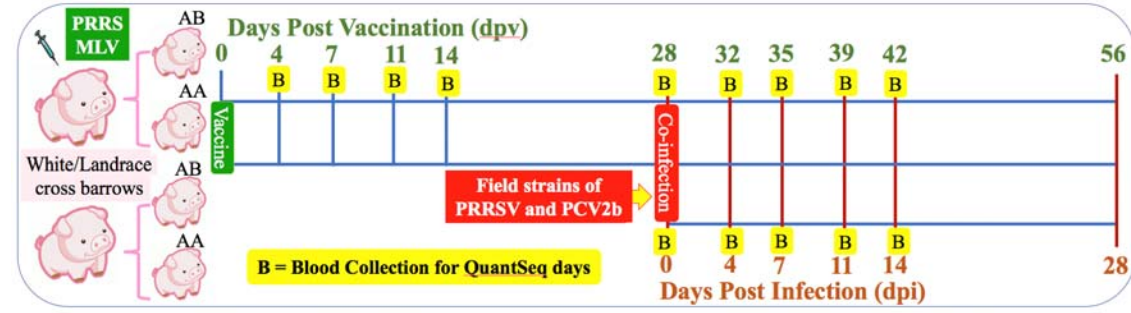 PRRS
MLV
AB
AA
White/Landrace
cross barrows
AB
AA
Days Post Vaccination (dpv)
0 4 7 11 14 28 32 35 39 42 56
B B B B B B B B B
Vaccine
Co-infection
Field strains of
PRRSV and PCV2b
B = Blood Collection for QuantSeq days
B B B B B
0 4 7 11 14 28
Days Post Infection (dpi)